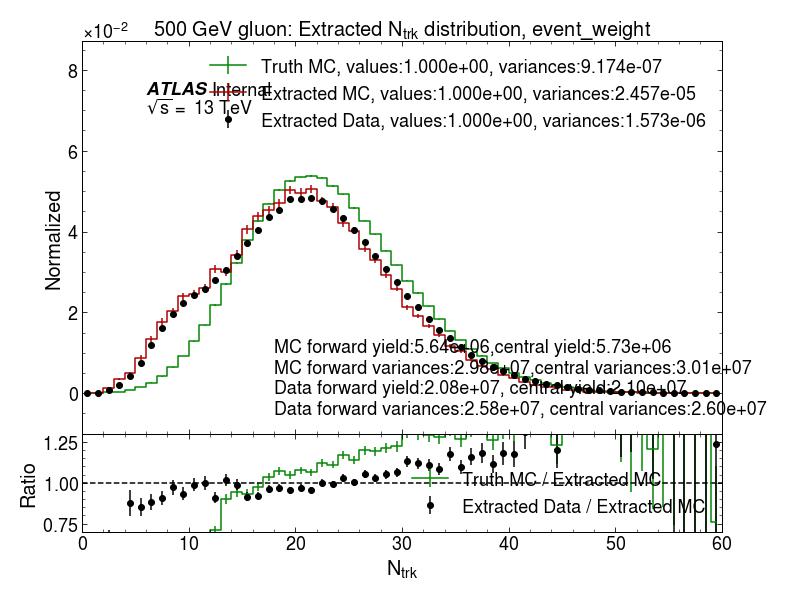 ×10⁻² 500 GeV gluon: Extracted Ntrk distribution, event_weight
Truth MC, values:1.000e+00, variances:9.174e-07
ATLAS Internal
Extracted MC, values:1.000e+00, variances:2.457e-05
√s = 13 TeV
Extracted Data, values:1.000e+00, variances:1.573e-06
Normalized
8
6
4
2
0
MC forward yield:5.64e+06,central yield:5.73e+06
MC forward variances:2.98e+07,central variances:3.01e+07
Data forward yield:2.08e+07, central yield:2.10e+07
Data forward variances:2.58e+07, central variances:2.60e+07
Ratio
1.25
1.00
0.75
Truth MC / Extracted MC
Extracted Data / Extracted MC
0 10 20 30 40 50 60
Ntrk